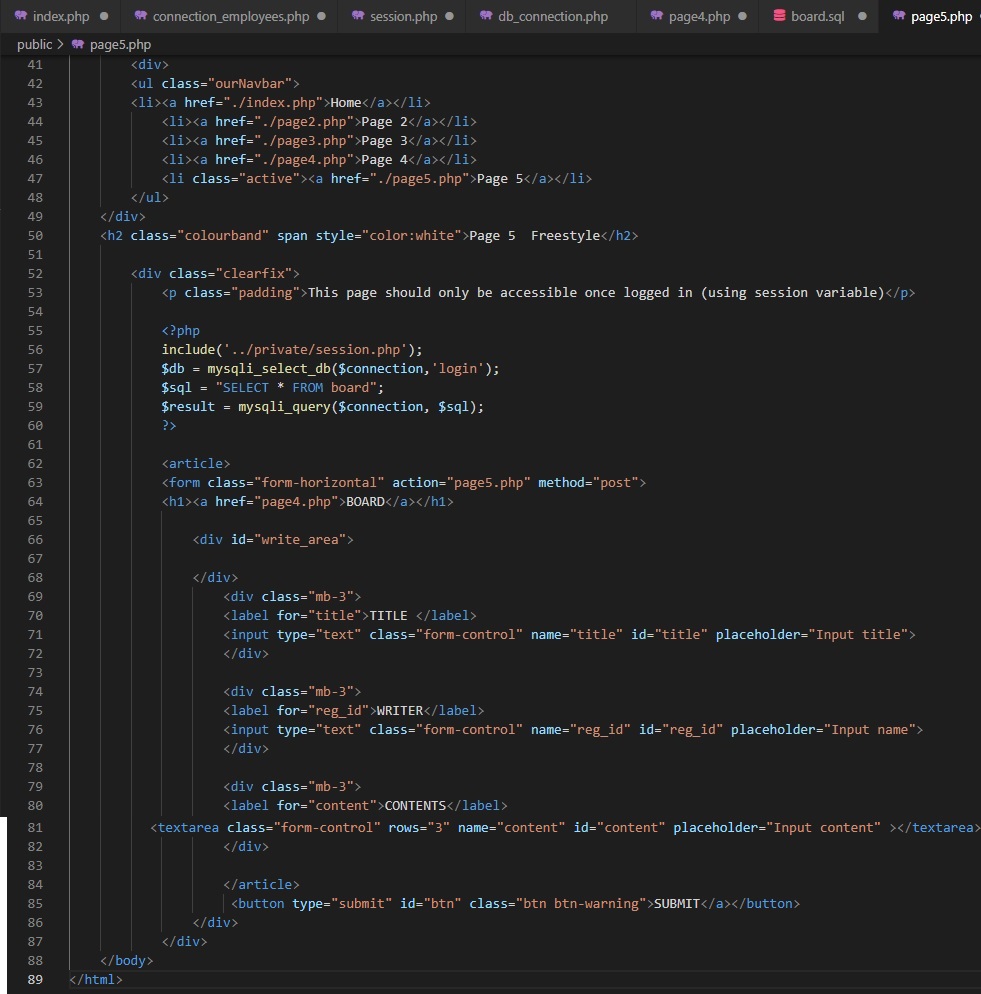 index.php ● connection_employees.php ● session.php ● db_connection.php page4.php ● board.sql ● page5.php
public > page5.php
41 <div>
42 <ul class="ourNavbar">
43 <li><a href="./index.php">Home</a></li>
44 <li><a href="./page2.php">Page 2</a></li>
45 <li><a href="./page3.php">Page 3</a></li>
46 <li><a href="./page4.php">Page 4</a></li>
47 <li class="active"><a href="./page5.php">Page 5</a></li>
48 </ul>
49 </div>
50 <h2 class="colourband" span style="color:white">Page 5  Freestyle</h2>
51
52 <div class="clearfix">
53 <p class="padding">This page should only be accessible once logged in (using session variable)</p>
54
55 <?php
56 include('../private/session.php');
57 $db = mysqli_select_db($connection,'login');
58 $sql = "SELECT * FROM board";
59 $result = mysqli_query($connection, $sql);
60 ?>
61
62 <article>
63 <form class="form-horizontal" action="page5.php" method="post">
64 <h1><a href="page4.php">BOARD</a></h1>
65
66 <div id="write_area">
67
68 </div>
69 <div class="mb-3">
70 <label for="title">TITLE </label>
71 <input type="text" class="form-control" name="title" id="title" placeholder="Input title">
72 </div>
73
74 <div class="mb-3">
75 <label for="reg_id">WRITER</label>
76 <input type="text" class="form-control" name="reg_id" id="reg_id" placeholder="Input name">
77 </div>
78
79 <div class="mb-3">
80 <label for="content">CONTENTS</label>
81 <textarea class="form-control" rows="3" name="content" id="content" placeholder="Input content" ></textarea>
82 </div>
83
84 </article>
85 <button type="submit" id="btn" class="btn btn-warning">SUBMIT</a></button>
86 </div>
87 </div>
88 </body>
89 </html>